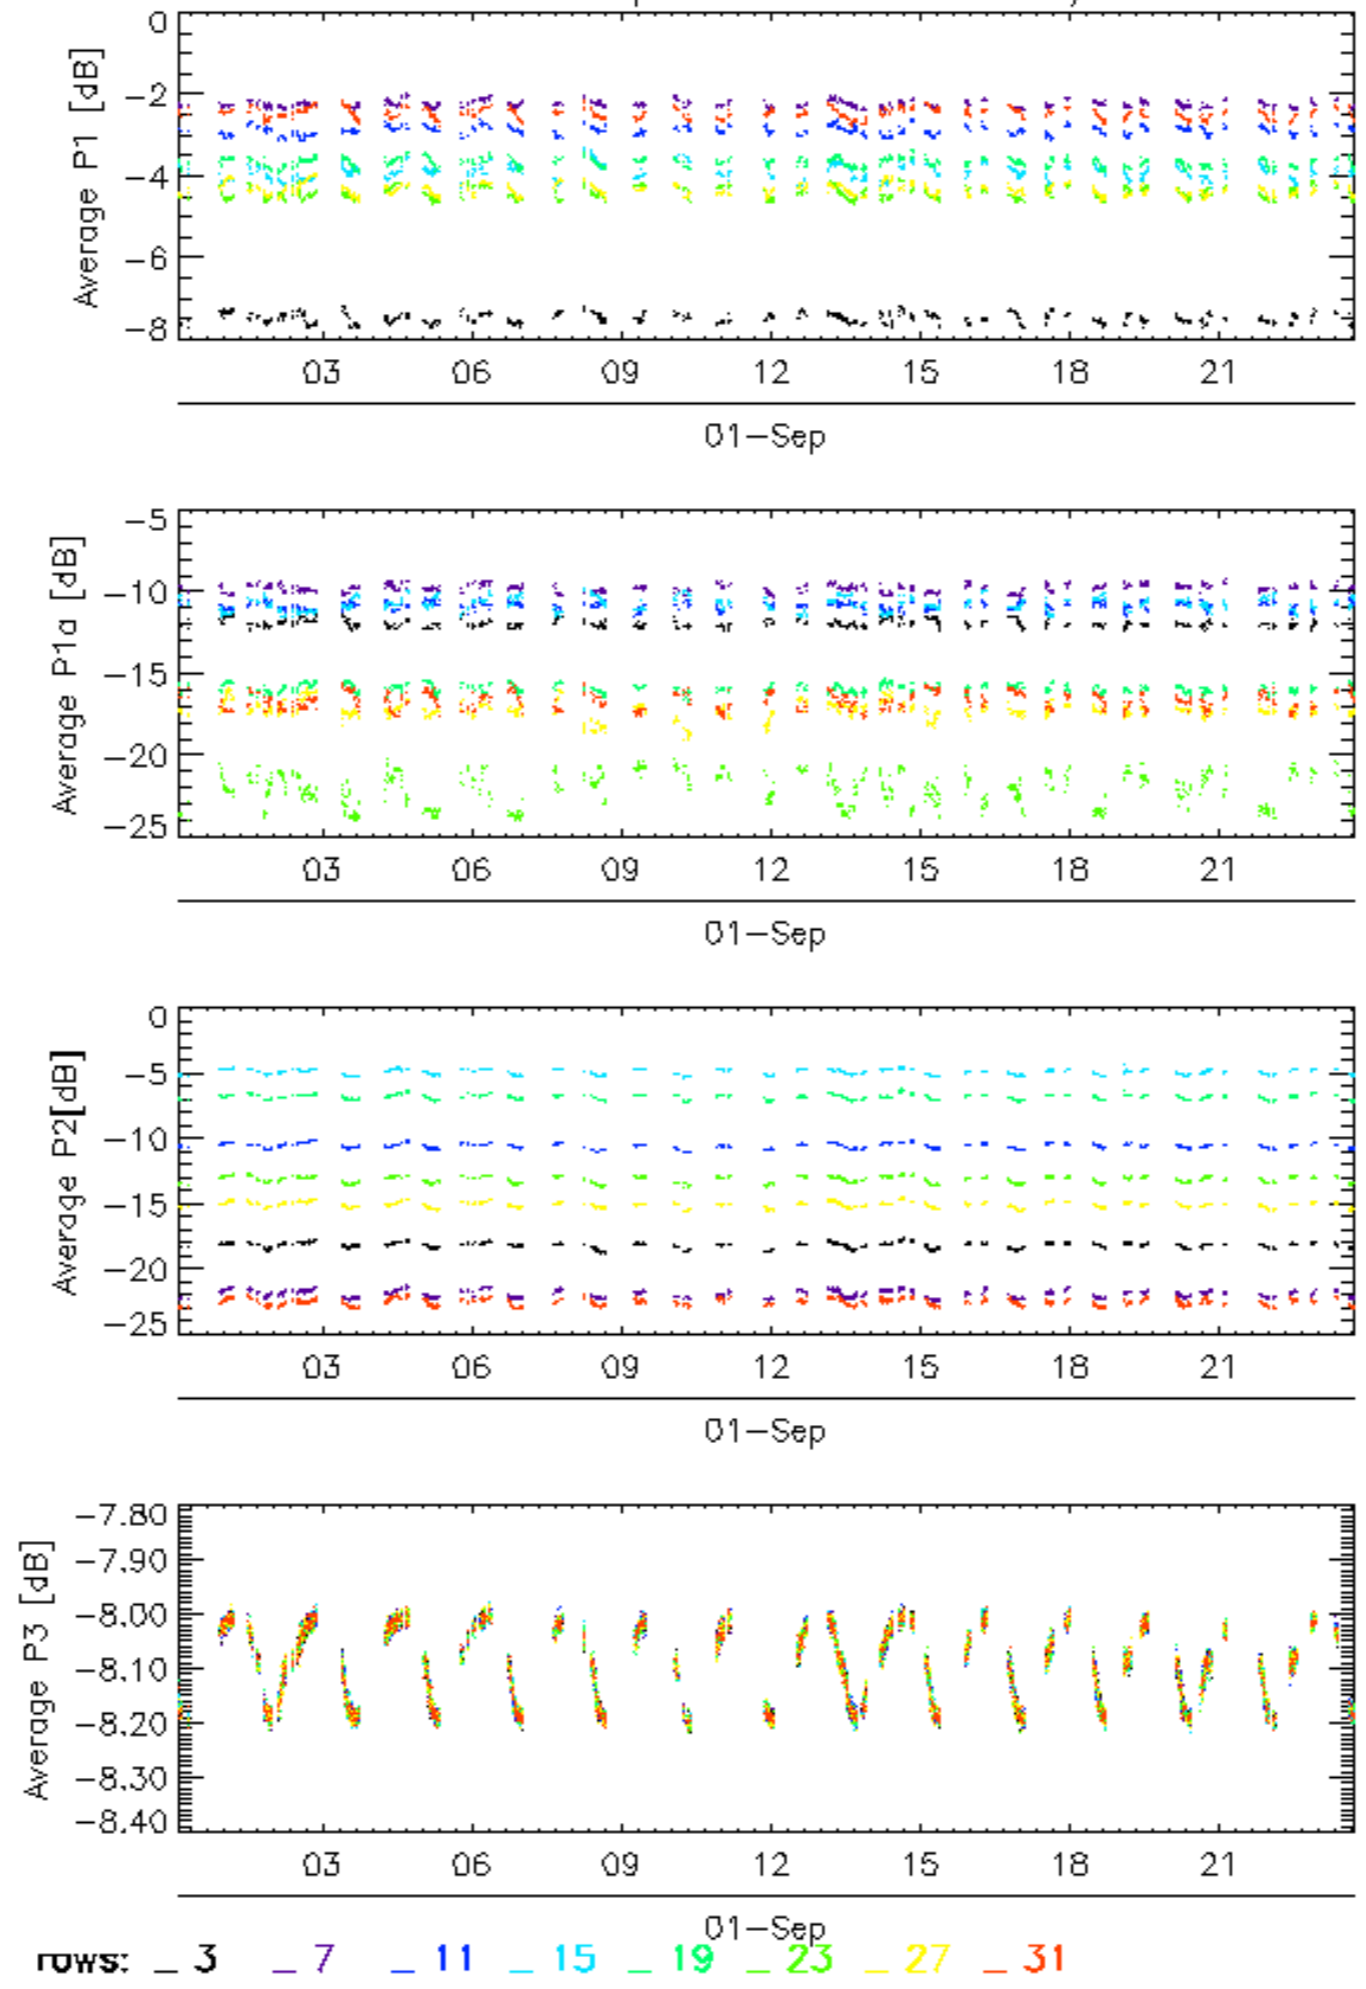 Average P1 [dB]
0
−2
−4
−6
−8
03 06 09 12 15 18 21
01−Sep
Average P1a [dB]
−5
−10
−15
−20
−25
03 06 09 12 15 18 21
01−Sep
Average P2[dB]
0
−5
−10
−15
−20
−25
03 06 09 12 15 18 21
01−Sep
Average P3 [dB]
−7.80
−7.90
−8.00
−8.10
−8.20
−8.30
−8.40
03 06 09 12 15 18 21
01−Sep
rows: _ 3 _ 7 _ 11 _ 15 _ 19 _ 23 _ 27 _ 31